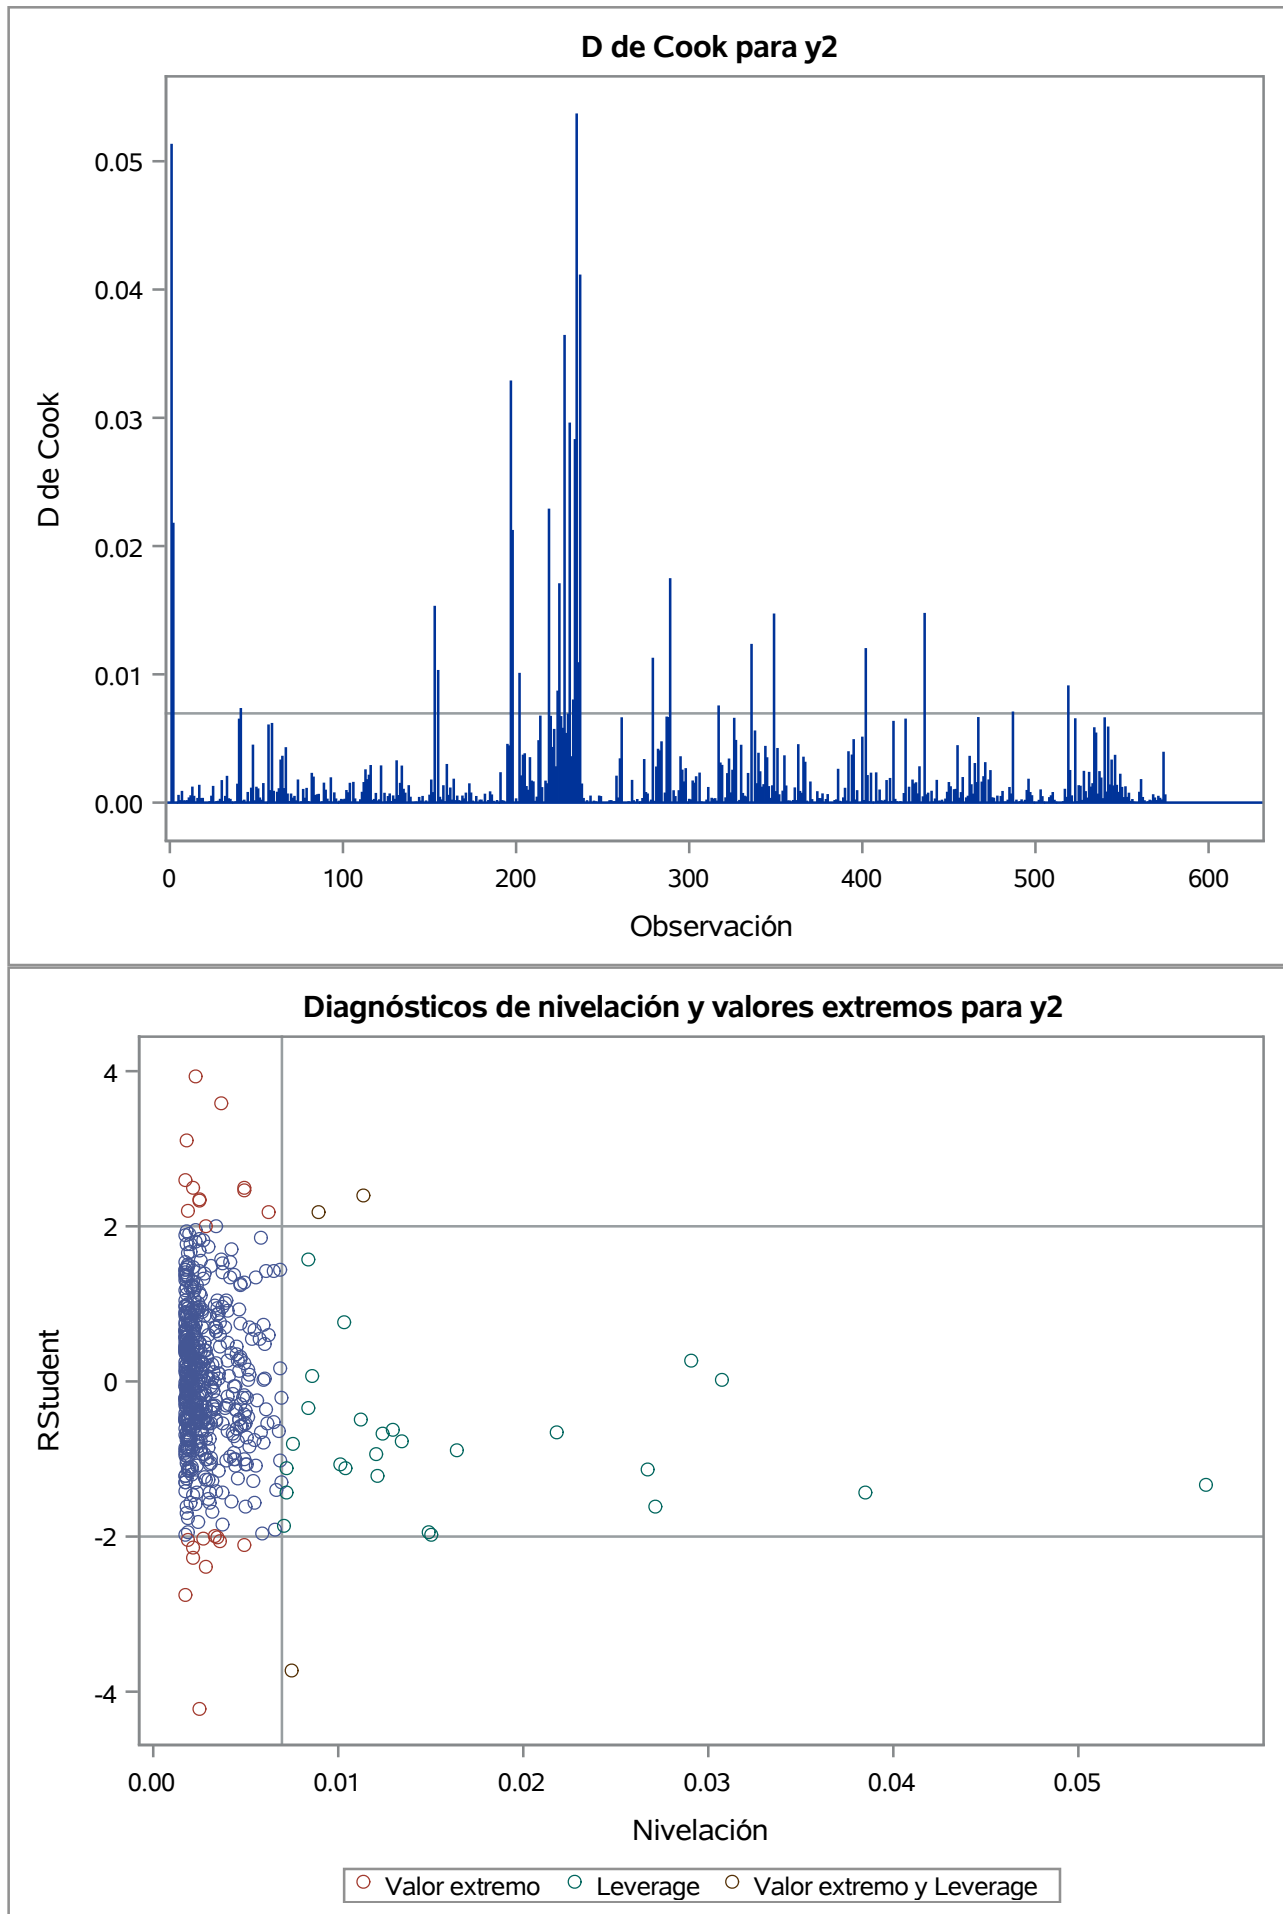 D de Cook para y2
0.05
0.04
0.03
0.02
0.01
0.00
D de Cook
0 100 200 300 400 500 600
Observación
Diagnósticos de nivelación y valores extremos para y2
4
2
0
-2
-4
RStudent
0.00 0.01 0.02 0.03 0.04 0.05
Nivelación
Valor extremo Leverage Valor extremo y Leverage